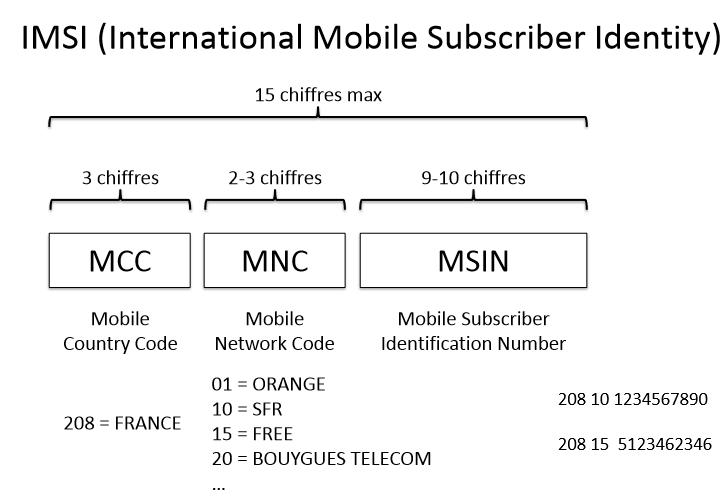 IMSI (International Mobile Subscriber Identity)
15 chiffres max
3 chiffres
2-3 chiffres
9-10 chiffres
MCC
MNC
MSIN
Mobile
Country Code
Mobile
Network Code
Mobile Subscriber
Identification Number
208 = FRANCE
01 = ORANGE
10 = SFR
15 = FREE
20 = BOUYGUES TELECOM
...
208 10 1234567890
208 15  5123462346